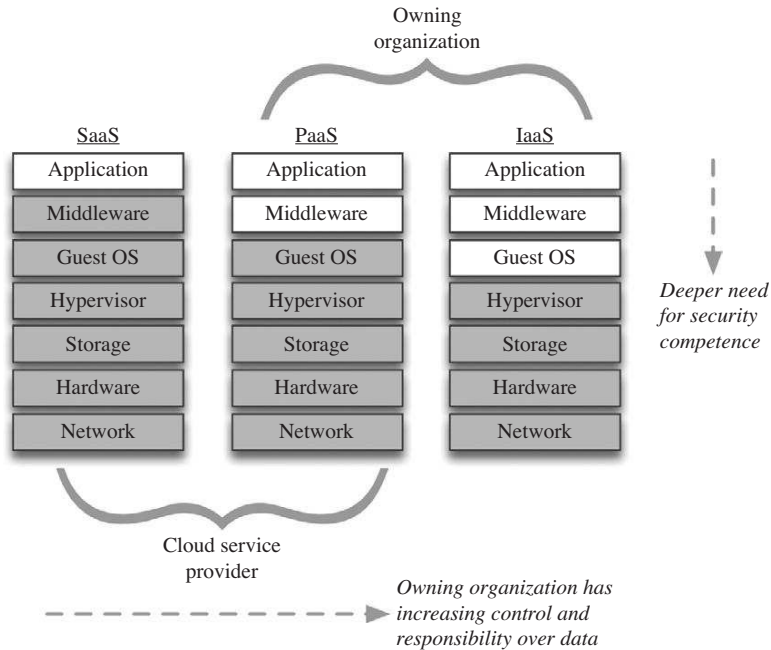 Owning
organization
SaaS
Application
Middleware
Guest OS
Hypervisor
Storage
Hardware
Network
PaaS
Application
Middleware
Guest OS
Hypervisor
Storage
Hardware
Network
IaaS
Application
Middleware
Guest OS
Hypervisor
Storage
Hardware
Network
Deeper need
for security
competence
Cloud service
provider
Owning organization has
increasing control and
responsibility over data